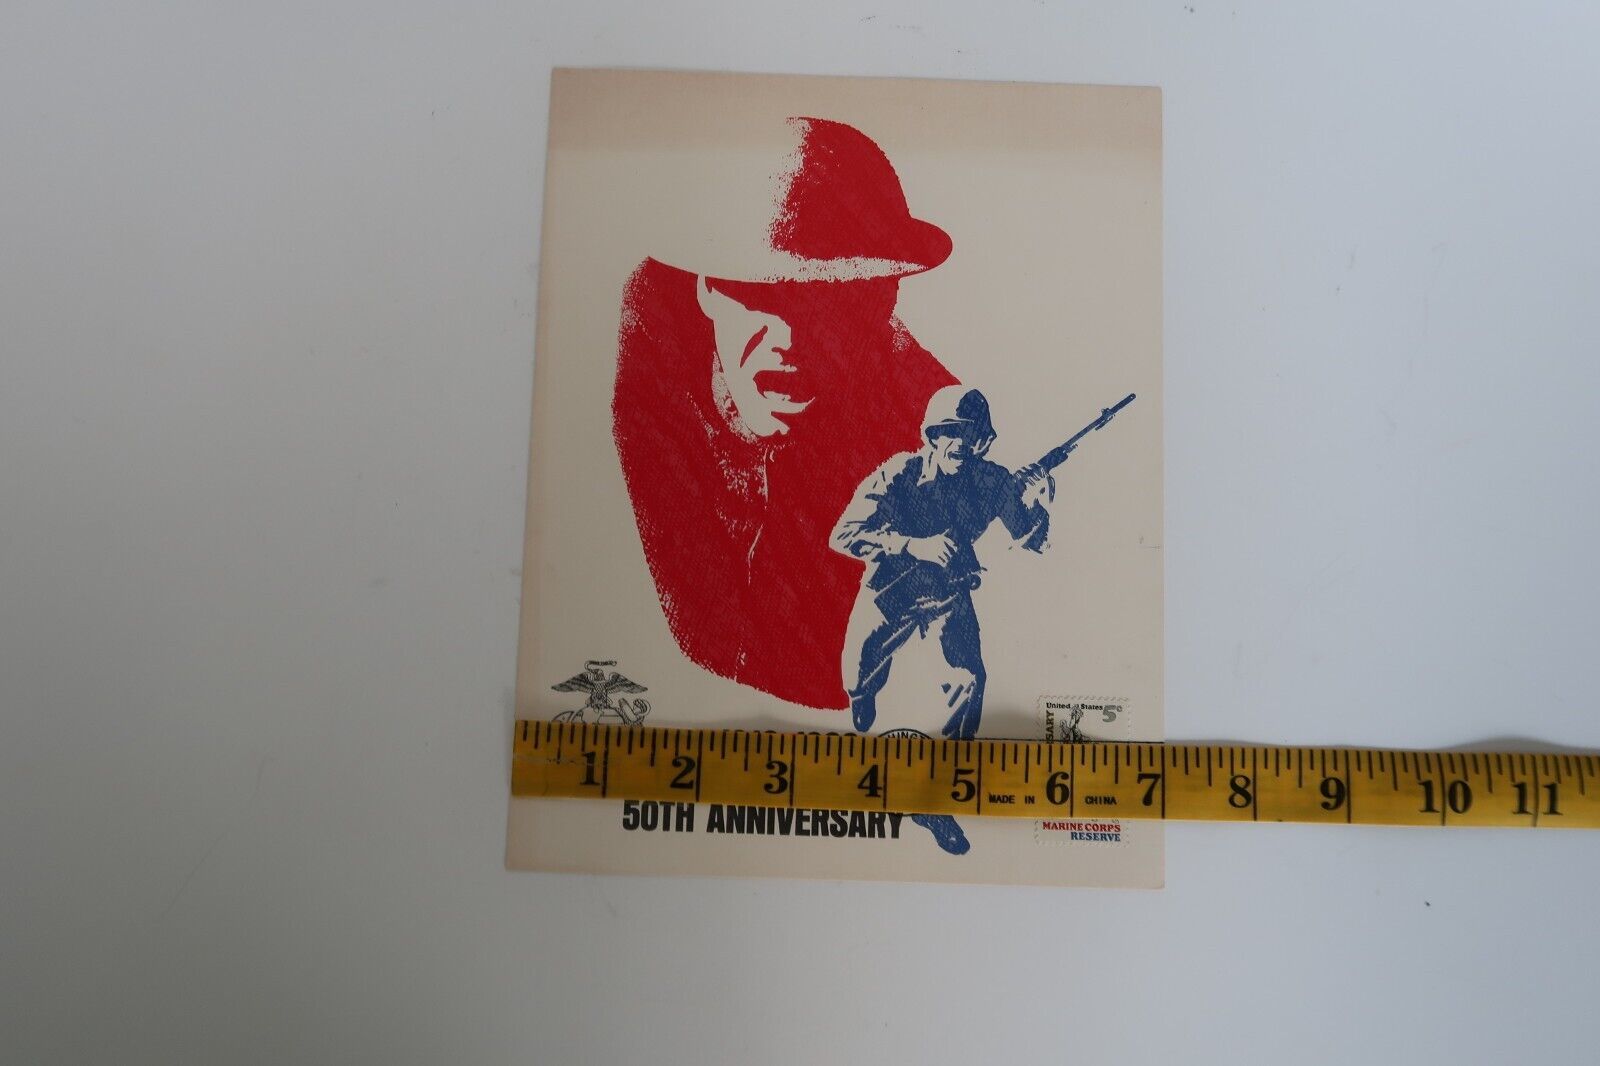 United States 5c
1 2 3 4 5 MADE IN 6 CHINA 7 8 9 10 11
50TH ANNIVERSARY
MARINE CORPS
RESERVE